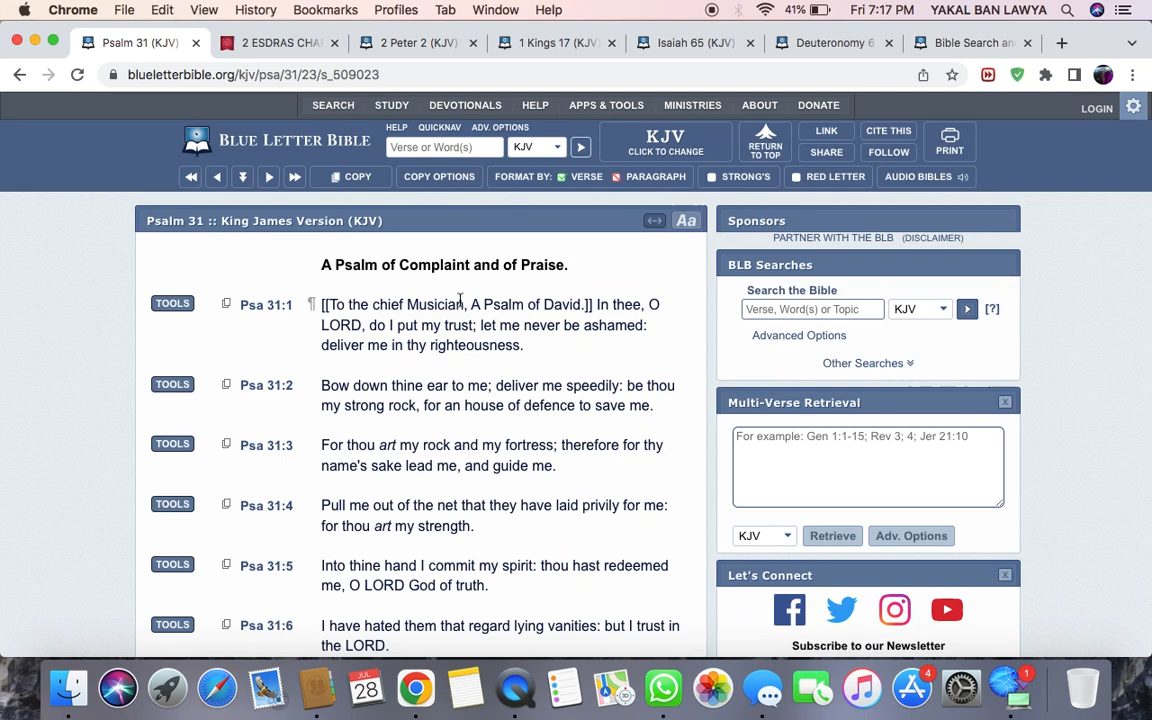 Chrome File Edit View History Bookmarks Profiles Tab Window Help 41% Fri 7:17 PM YAKAL BAN LAWYA
Psalm 31 (KJV) 2 ESDRAS CHA 2 Peter 2 (KJV) 1 Kings 17 (KJV) Isaiah 65 (KJV) Deuteronomy 6 Bible Search an
blueletterbible.org/kjv/psa/31/23/s_509023
SEARCH STUDY DEVOTIONALS HELP APPS & TOOLS MINISTRIES ABOUT DONATE LOGIN
BLUE LETTER BIBLE
HELP QUICKNAV ADV. OPTIONS
Verse or Word(s) KJV
KJV
CLICK TO CHANGE
RETURN
TO TOP
LINK CITE THIS
SHARE FOLLOW
PRINT
COPY COPY OPTIONS FORMAT BY: VERSE PARAGRAPH STRONG'S RED LETTER AUDIO BIBLES
Psalm 31 :: King James Version (KJV) Aa
A Psalm of Complaint and of Praise.
TOOLS Psa 31:1 ¶ [[To the chief Musician, A Psalm of David.]] In thee, O
LORD, do I put my trust; let me never be ashamed:
deliver me in thy righteousness.
TOOLS Psa 31:2 Bow down thine ear to me; deliver me speedily: be thou
my strong rock, for an house of defence to save me.
TOOLS Psa 31:3 For thou art my rock and my fortress; therefore for thy
name's sake lead me, and guide me.
TOOLS Psa 31:4 Pull me out of the net that they have laid privily for me:
for thou art my strength.
TOOLS Psa 31:5 Into thine hand I commit my spirit: thou hast redeemed
me, O LORD God of truth.
TOOLS Psa 31:6 I have hated them that regard lying vanities: but I trust in
the LORD.
Sponsors
PARTNER WITH THE BLB (DISCLAIMER)
BLB Searches
Search the Bible
Verse, Word(s) or Topic KJV [?]
Advanced Options
Other Searches
Multi-Verse Retrieval x
For example: Gen 1:1-15; Rev 3; 4; Jer 21:10
KJV Retrieve Adv. Options
Let's Connect x
Subscribe to our Newsletter
JUL
28
4
1